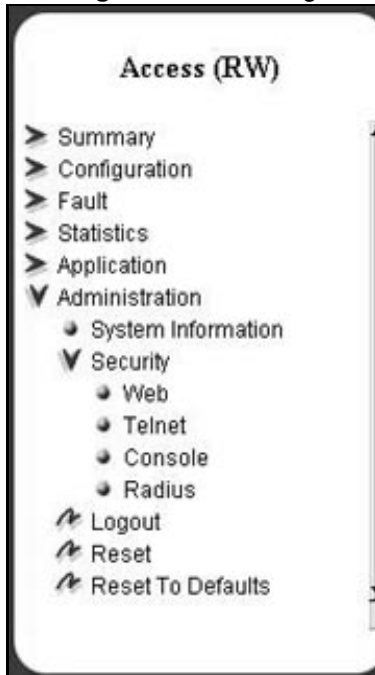 Access (RW)
Summary
Configuration
Fault
Statistics
Application
Administration
System Information
Security
Web
Telnet
Console
Radius
Logout
Reset
Reset To Defaults